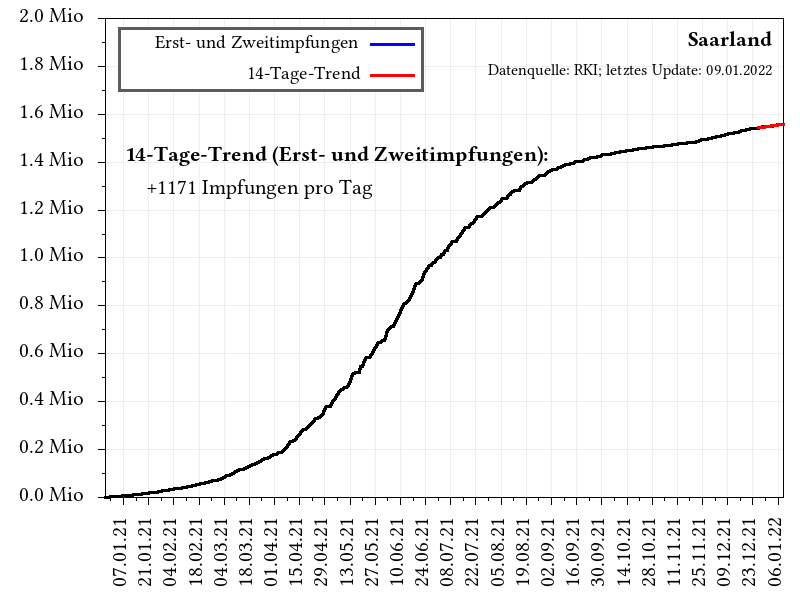 2.0 Mio
1.8 Mio
1.6 Mio
1.4 Mio
1.2 Mio
1.0 Mio
0.8 Mio
0.6 Mio
0.4 Mio
0.2 Mio
0.0 Mio
Erst- und Zweitimpfungen
14-Tage-Trend
Saarland
Datenquelle: RKI; letztes Update: 09.01.2022
14-Tage-Trend (Erst- und Zweitimpfungen):
+1171 Impfungen pro Tag
07.01.21
21.01.21
04.02.21
18.02.21
04.03.21
18.03.21
01.04.21
15.04.21
29.04.21
13.05.21
27.05.21
10.06.21
24.06.21
08.07.21
22.07.21
05.08.21
19.08.21
02.09.21
16.09.21
30.09.21
14.10.21
28.10.21
11.11.21
25.11.21
09.12.21
23.12.21
06.01.22